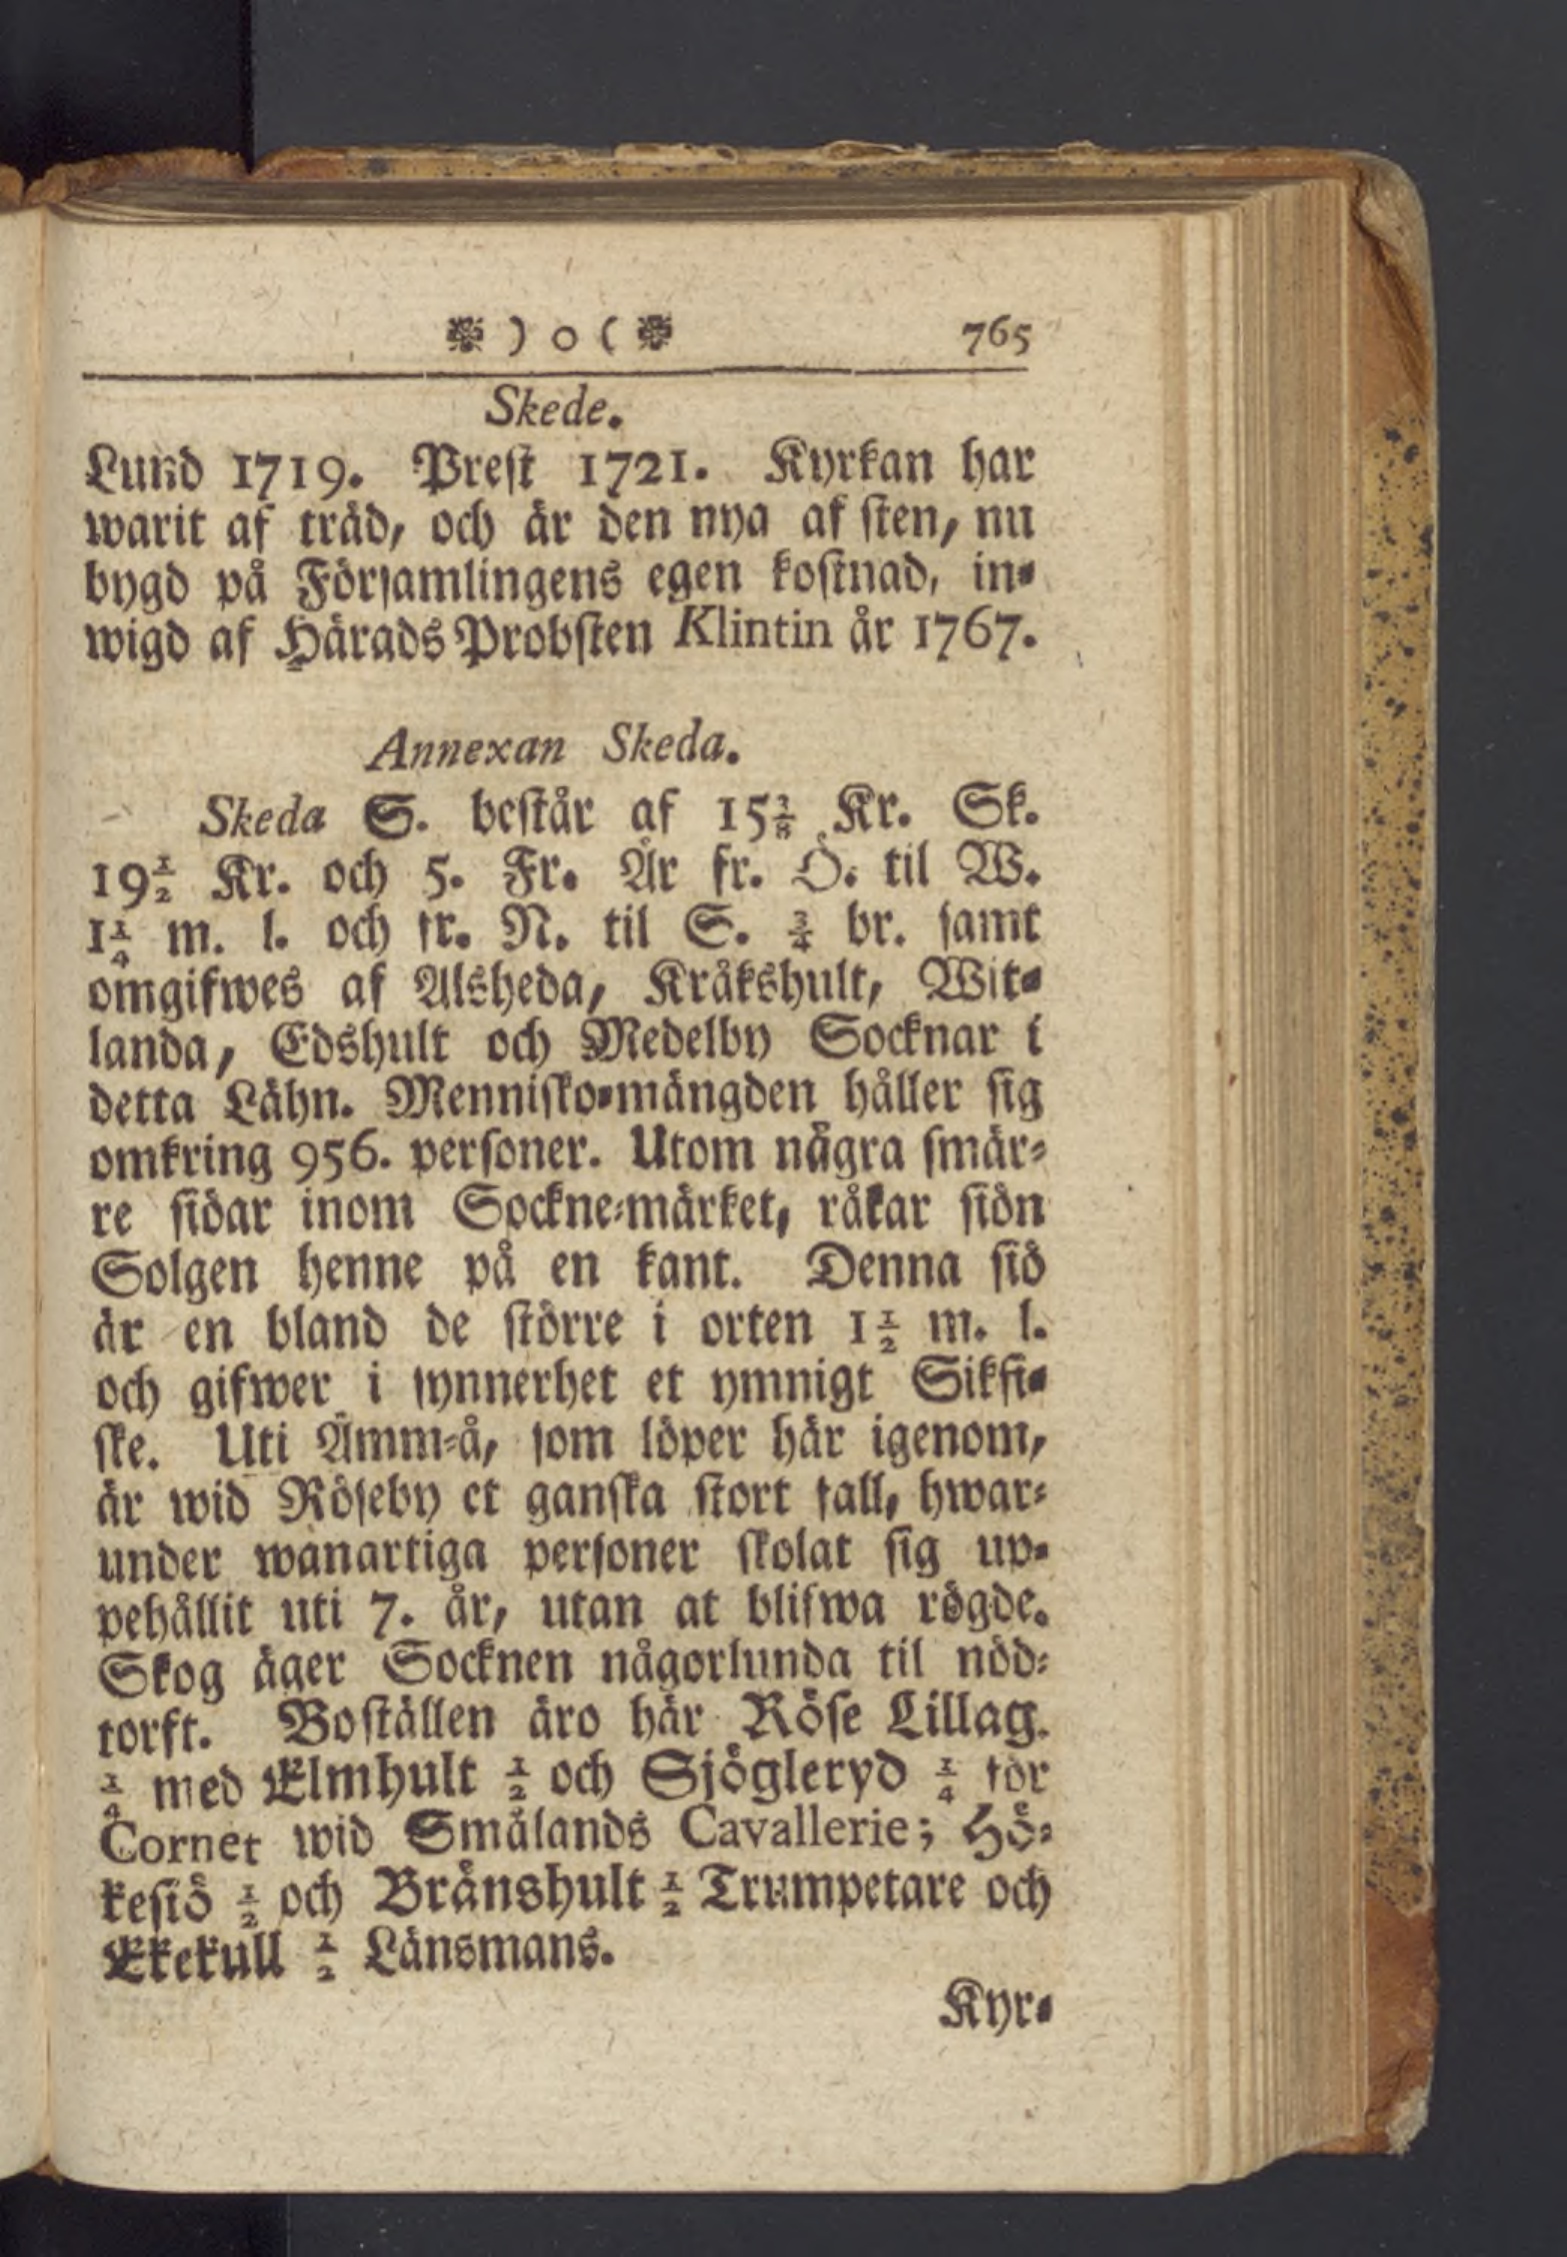 ❊ ) o ( ❊ 765
Skede.
Lund 1719. Prest 1721. Kyrkan har
warit af träd, och är den nya af sten, nu
bygd på Församlingens egen kostnad, in-
wigd af Härads Probsten Klintin år 1767.
Annexan Skeda.
Skeda S. består af 15⅜ Kr. Sk.
19½ Kr. och 5. Fr. Är fr. Ö. til W.
1¼ m. l. och fr. N. til S. ¾ br. samt
omgifwes af Alsheda, Kråkshult, Wit-
landa, Edshult och Medelby Socknar i
detta Lähn. Mennisko-mängden håller sig
omkring 956. personer. Utom några smär-
re siöar inom Sockne-märket, råkar siön
Solgen henne på en kant. Denna siö
är en bland de större i orten 1½ m. l.
och gifwer i synnerhet et ymnigt Sikfi-
ske. Uti Ämm-å, som löper här igenom,
är wid Röseby et ganska stort fall, hwar-
under wanartiga personer skolat sig up-
pehållit uti 7. år, utan at blifwa rögde.
Skog äger Socknen någorlunda til nöd-
torft. Boställen äro här Röse Lillag.
¼ med Elmhult ½ och Sjögleryd ¼ för
Cornet wid Smålands Cavallerie; Hö-
kesiö ½ och Bränshult ½ Trumpetare och
Ekekull ½ Länsmans.
Kyr-